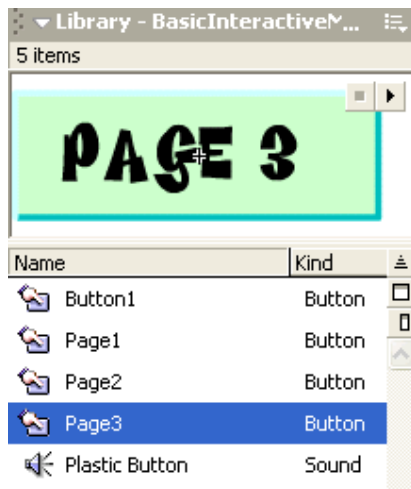 Library - BasicInteractiveM...
5 items
PAGE 3
Name Kind
Button1 Button
Page1 Button
Page2 Button
Page3 Button
Plastic Button Sound